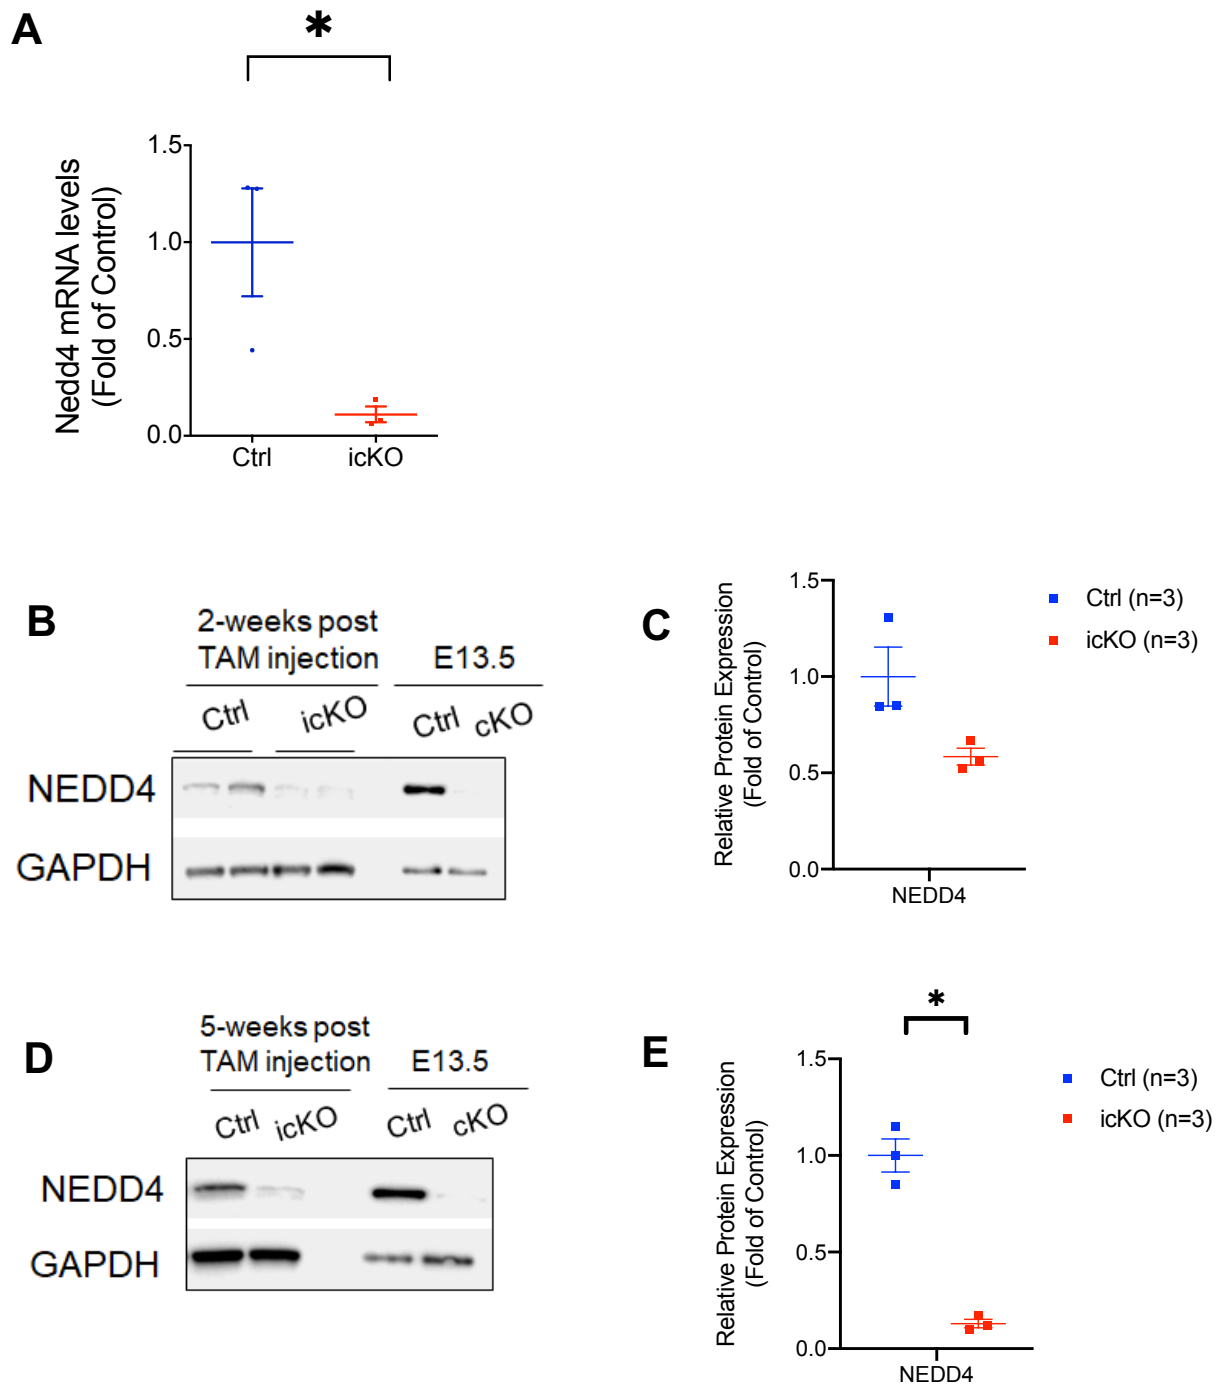 A
*
Nedd4 mRNA levels
(Fold of Control)
1.5
1.0
0.5
0.0
Ctrl
icKO
B
2-weeks post
TAM injection
E13.5
Ctrl
icKO
Ctrl
cKO
NEDD4
GAPDH
C
Relative Protein Expression
(Fold of Control)
1.5
1.0
0.5
0.0
NEDD4
Ctrl (n=3)
icKO (n=3)
D
5-weeks post
TAM injection
E13.5
Ctrl
icKO
Ctrl
cKO
NEDD4
GAPDH
E
*
Relative Protein Expression
(Fold of Control)
1.5
1.0
0.5
0.0
NEDD4
Ctrl (n=3)
icKO (n=3)